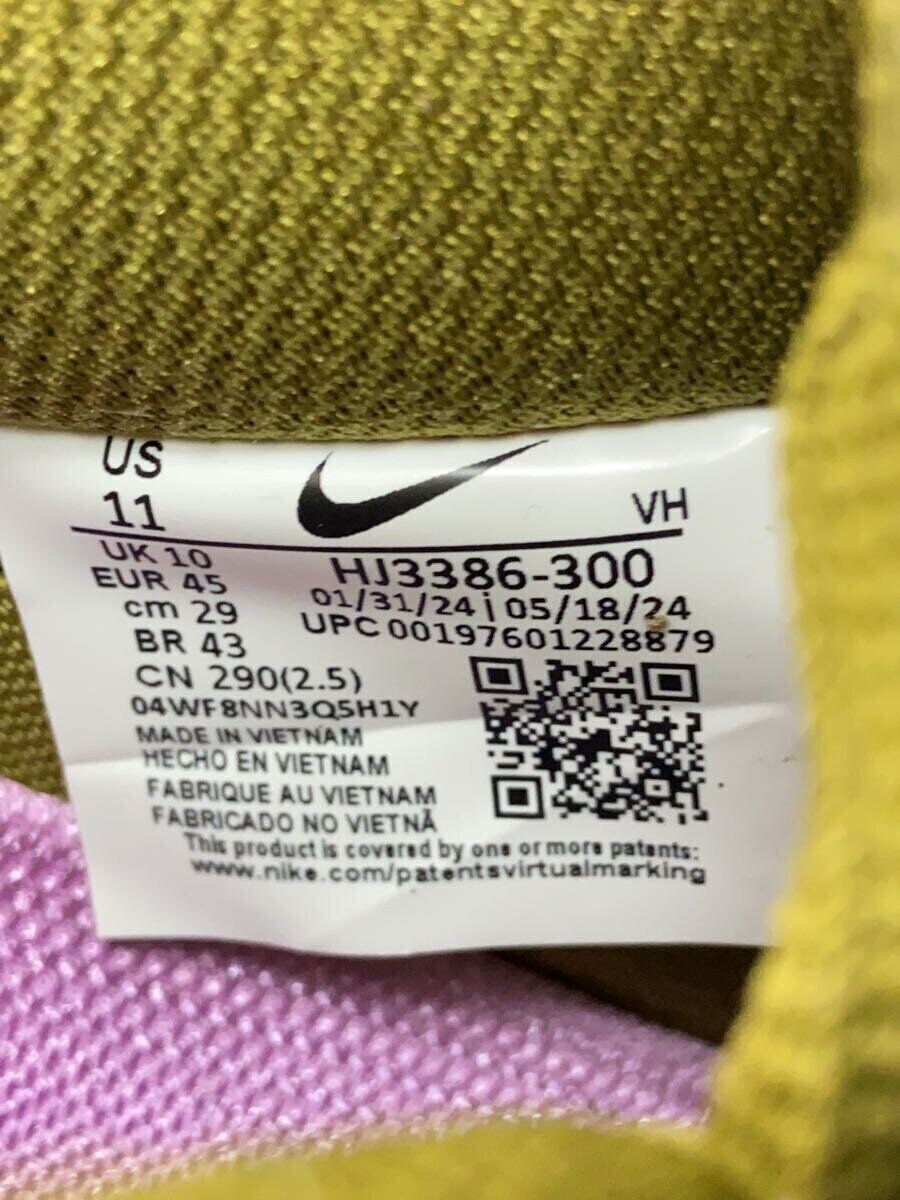 US
11
VH
UK 10
EUR 45
cm 29
BR 43
CN 290(2.5)
HJ3386-300
01/31/24 | 05/18/24
UPC 00197601228879
04WF8NN3Q5H1Y
MADE IN VIETNAM
HECHO EN VIETNAM
FABRIQUE AU VIETNAM
FABRICADO NO VIETNÃ
This product is covered by one or more patents:
www.nike.com/patentsvirtualmarking